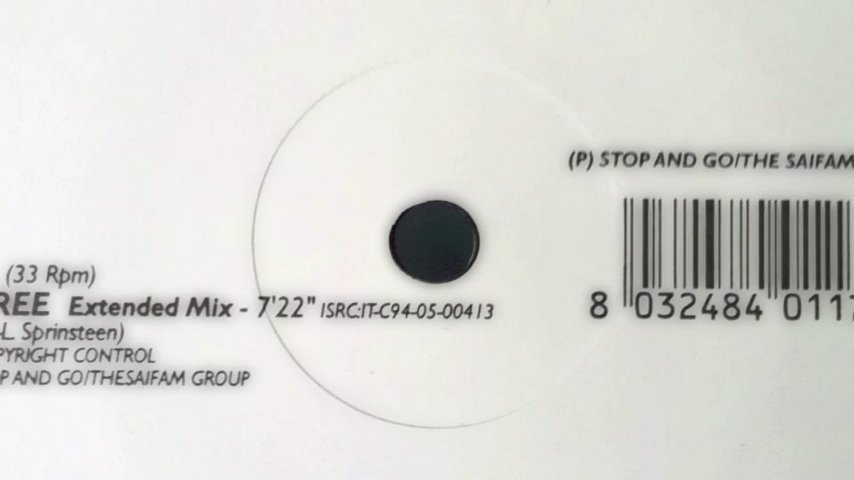 (P) STOP AND GO/THE SAIFAM
(33 Rpm)
REE Extended Mix - 7'22" ISRC:IT-C94-05-00413
-L Sprinsteen)
PYRIGHT CONTROL
P AND GO/THESAIFAM GROUP
8 032484 011